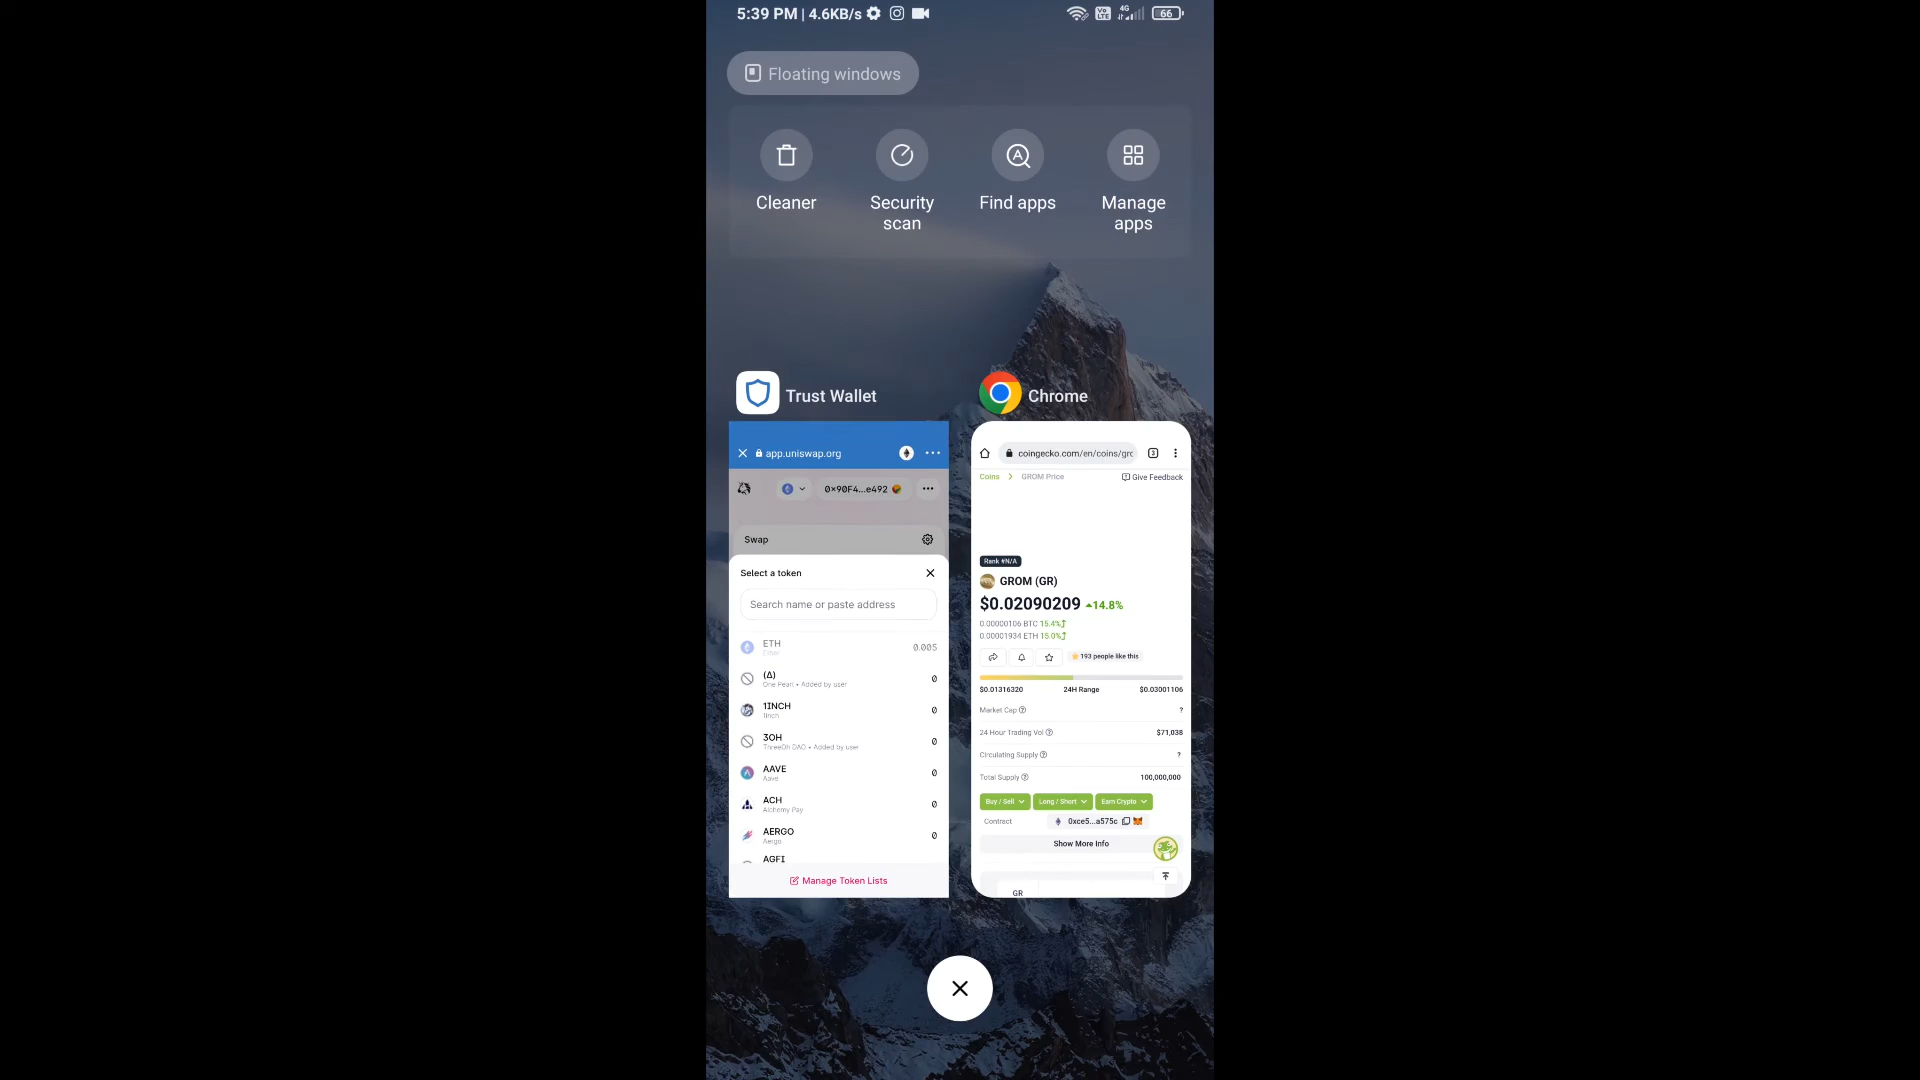 5:39 PM | 4.6KB/s
Vo LTE
4G
66
Floating windows
Cleaner
Security scan
Find apps
Manage apps
Trust Wallet
app.uniswap.org
0x90F4...e492
Swap
Select a token
Search name or paste address
ETH
Ether
0.005
(Δ)
One Pearl • Added by user
0
1INCH
1inch
0
3OH
ThreeOh DAO • Added by user
0
AAVE
Aave
0
ACH
Alchemy Pay
0
AERGO
Aergo
0
AGFI
Manage Token Lists
Chrome
coingecko.com/en/coins/grc
3
Coins > GROM Price
Give Feedback
Rank #N/A
GROM (GR)
$0.02090209 14.8%
0.00000106 BTC 15.4%
0.00001934 ETH 15.0%
193 people like this
$0.01316320 24H Range $0.03001106
Market Cap ?
24 Hour Trading Vol $71,038
Circulating Supply ?
Total Supply 100,000,000
Buy / Sell
Long / Short
Earn Crypto
Contract 0xce5...a575c
Show More Info
GR